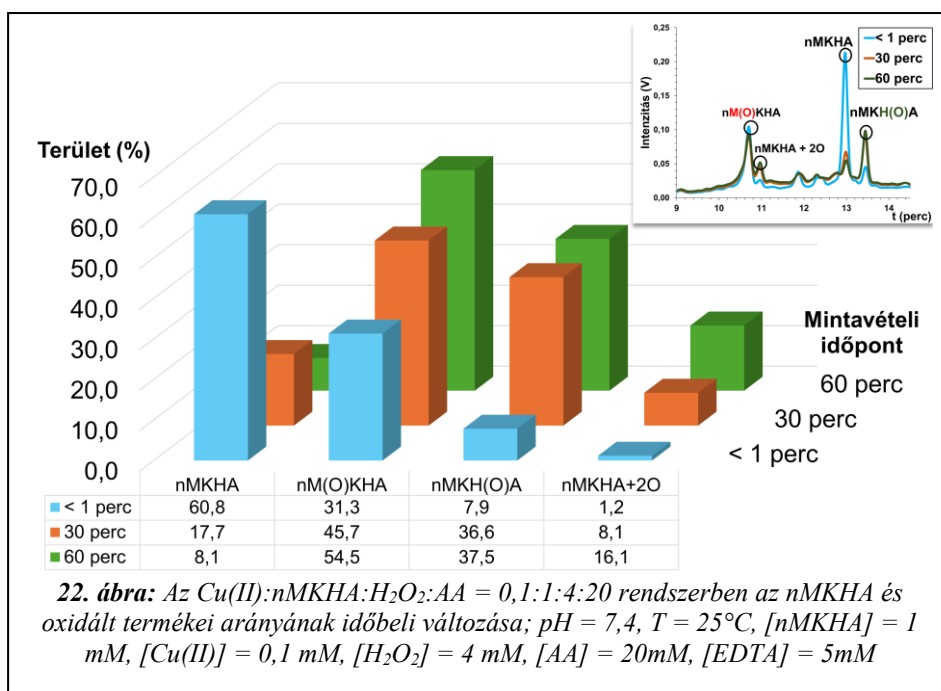 Terület (%)
70,0
60,0
50,0
40,0
30,0
20,0
10,0
0,0
Intenzitás (V)
0,25
0,20
0,15
0,10
0,05
0,00
nMKHA
nM(O)KHA
nMKHA + 2O
nMKH(O)A
< 1 perc
30 perc
60 perc
9 10 11 12 13 14
t (perc)
Mintavételi
időpont
60 perc
30 perc
< 1 perc
nMKHA nM(O)KHA nMKH(O)A nMKHA+2O
< 1 perc 60,8 31,3 7,9 1,2
30 perc 17,7 45,7 36,6 8,1
60 perc 8,1 54,5 37,5 16,1
22. ábra: Az Cu(II):nMKHA:H₂O₂:AA = 0,1:1:4:20 rendszerben az nMKHA és
oxidált termékei arányának időbeli változása; pH = 7,4, T = 25°C, [nMKHA] = 1
mM, [Cu(II)] = 0,1 mM, [H₂O₂] = 4 mM, [AA] = 20mM, [EDTA] = 5mM